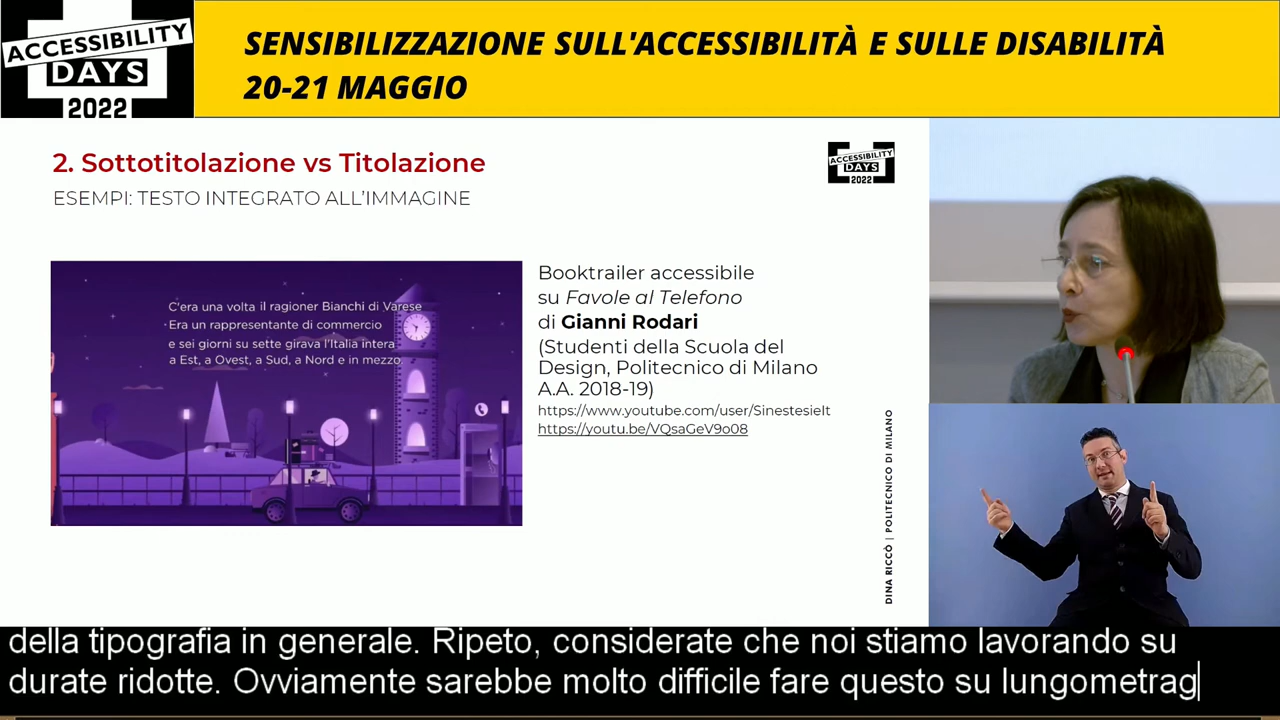 ACCESSIBILITY
DAYS
2022
SENSIBILIZZAZIONE SULL'ACCESSIBILITÀ E SULLE DISABILITÀ
20-21 MAGGIO
2. Sottotitolazione vs Titolazione
ESEMPI: TESTO INTEGRATO ALL'IMMAGINE
ACCESSIBILITY
DAYS
2022
C'era una volta il ragioner Bianchi di Varese
Era un rappresentante di commercio
e sei giorni su sette girava l'Italia intera
a Est, a Ovest, a Sud, a Nord e in mezzo.
Booktrailer accessibile
su Favole al Telefono
di Gianni Rodari
(Studenti della Scuola del
Design, Politecnico di Milano
A.A. 2018-19)
https://www.youtube.com/user/SinestesieIt
https://youtu.be/VQsaGeV9o08
DINA RICCÒ | POLITECNICO DI MILANO
della tipografia in generale. Ripeto, considerate che noi stiamo lavorando su
durate ridotte. Ovviamente sarebbe molto difficile fare questo su lungometrag